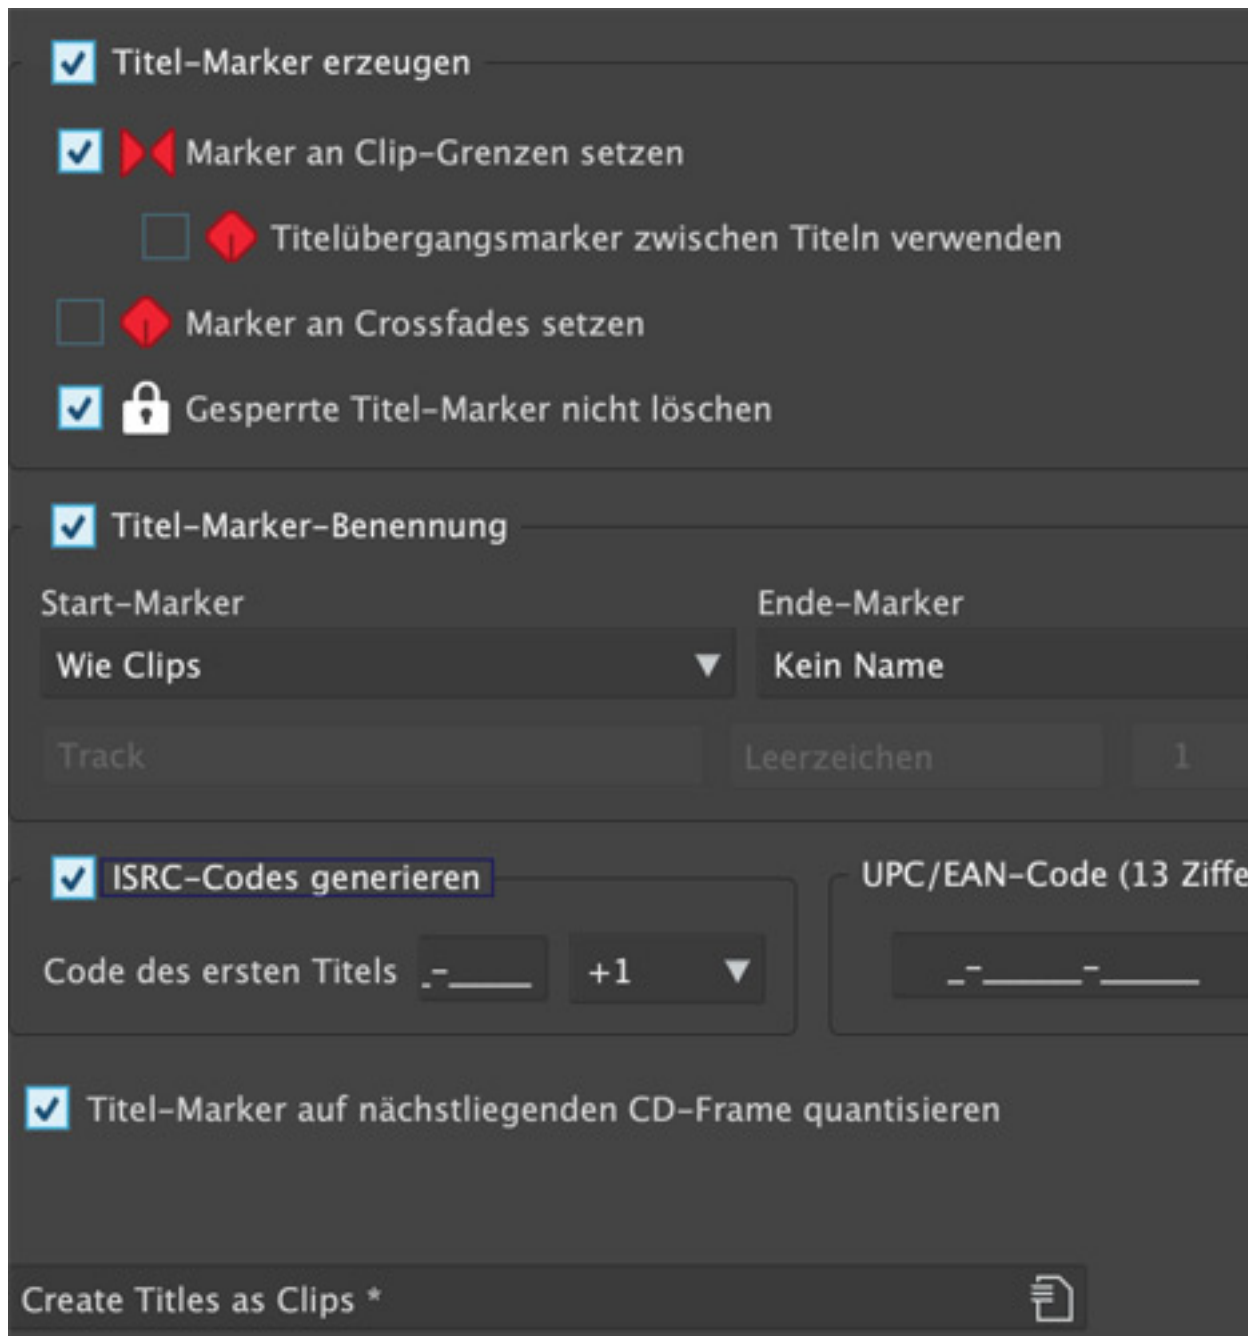 Titel-Marker erzeugen
Marker an Clip-Grenzen setzen
Titelübergangsmarker zwischen Titeln verwenden
Marker an Crossfades setzen
Gesperrte Titel-Marker nicht löschen
Titel-Marker-Benennung
Start-Marker Ende-Marker
Wie Clips Kein Name
Track Leerzeichen 1
ISRC-Codes generieren UPC/EAN-Code (13 Ziffe
Code des ersten Titels _-_____ +1 _-_____-_____
Titel-Marker auf nächstliegenden CD-Frame quantisieren
Create Titles as Clips *